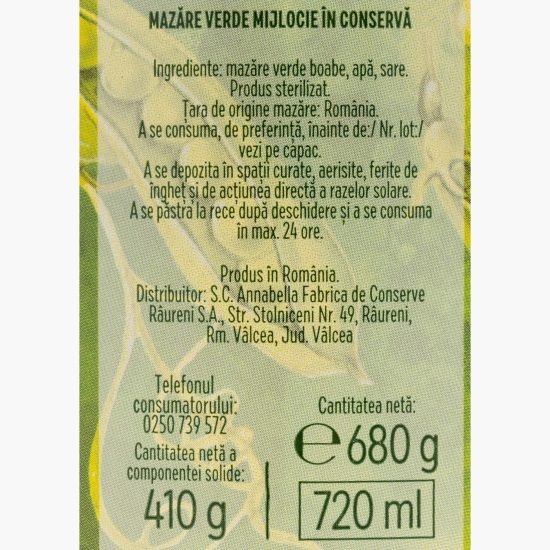 MAZĂRE VERDE MIJLOCIE ÎN CONSERVĂ
Ingrediente: mazăre verde boabe, apă, sare.
Produs sterilizat.
Țara de origine mazăre: România.
A se consuma, de preferință, înainte de:/ Nr. lot:/
vezi pe capac.
A se depozita în spații curate, aerisite, ferite de
îngheț și de acțiunea directă a razelor solare.
A se păstra la rece după deschidere și a se consuma
în max. 24 ore.
Produs în România.
Distribuitor: S.C. Annabella Fabrica de Conserve
Râureni S.A., Str. Stolniceni Nr. 49, Râureni,
Rm. Vâlcea, Jud. Vâlcea
Telefonul
consumatorului:
0250 739 572
Cantitatea netă a
componentei solide:
410 g
Cantitatea netă:
℮680 g
720 ml